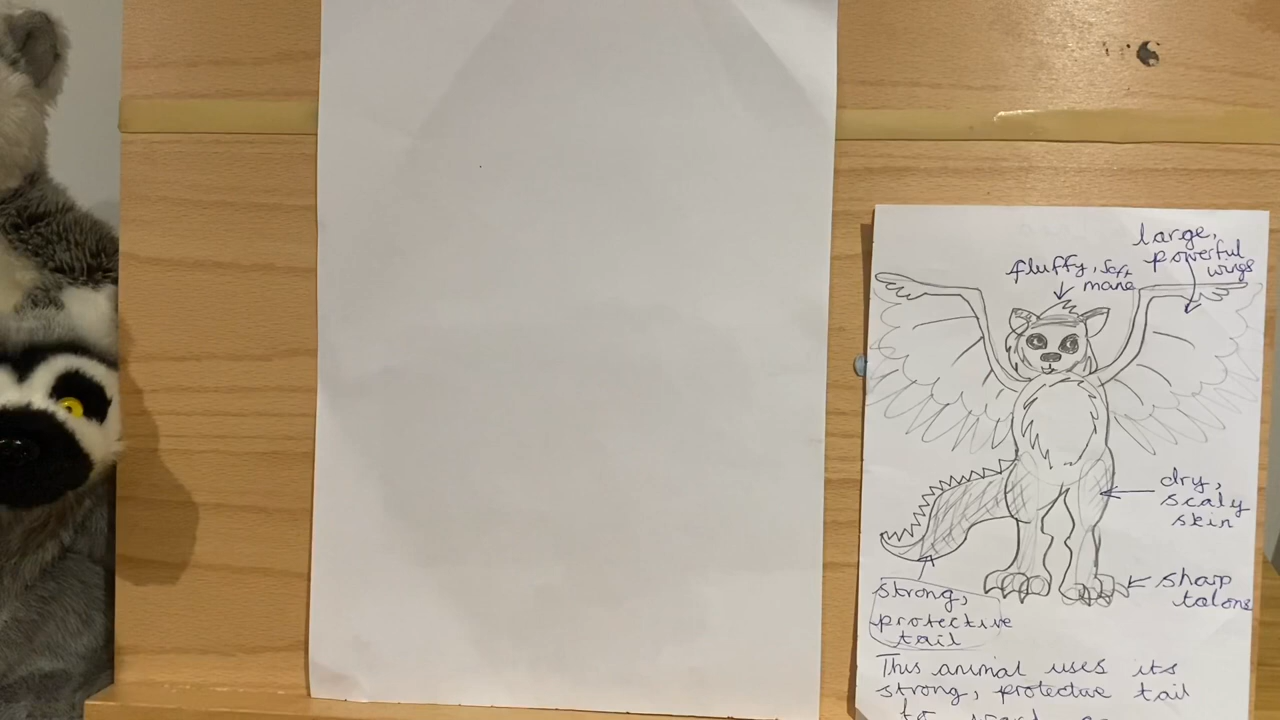 large,
powerful
wings
fluffy, soft
mane
dry,
scaly
skin
sharp
talons
strong,
protective
tail
This animal uses its
strong, protective tail
to